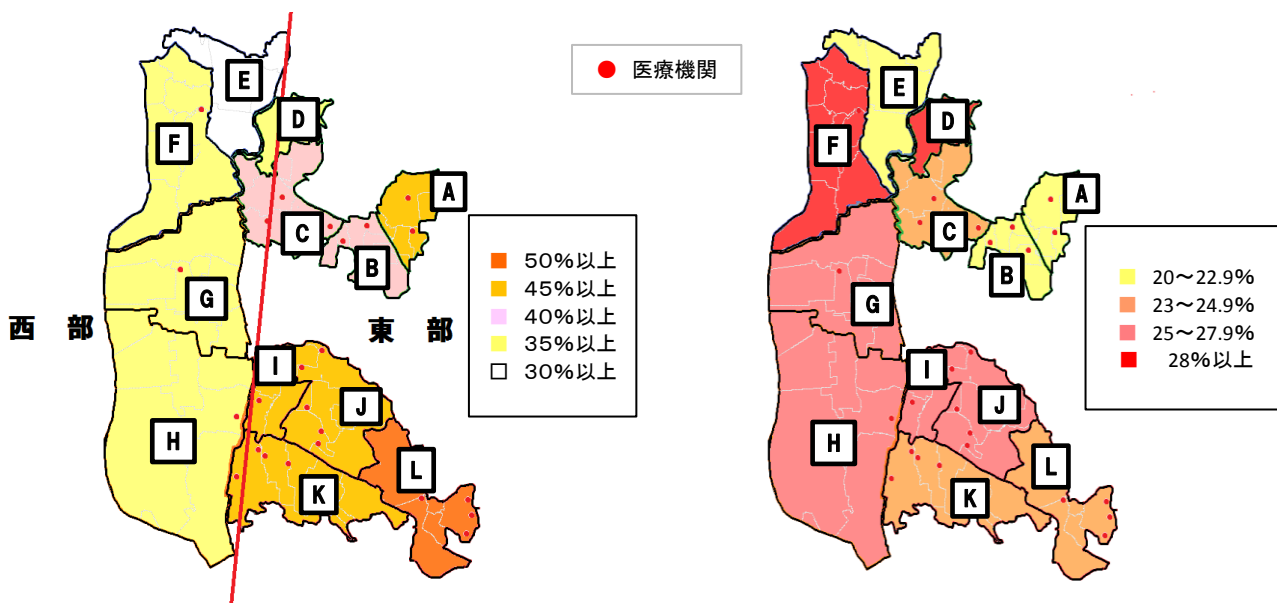 医療機関
E
D
F
A
C
B
G
西 部
東 部
I
J
H
L
K
50%以上
45%以上
40%以上
35%以上
30%以上
E
D
F
A
C
B
G
I
J
H
L
K
20～22.9%
23～24.9%
25～27.9%
28%以上